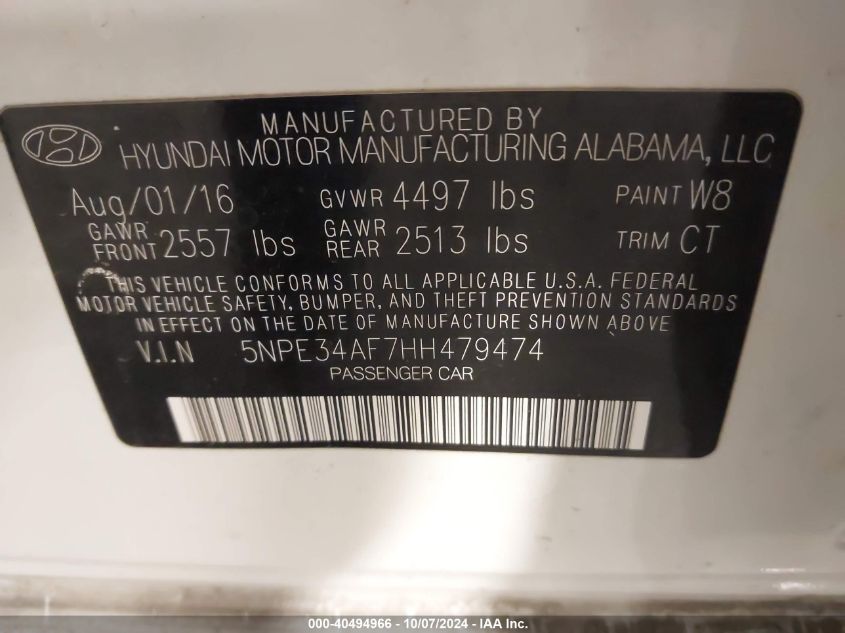 MANUFACTURED BY
HYUNDAI MOTOR MANUFACTURING ALABAMA, LLC
Aug/01/16 GVWR 4497 lbs PAINT W8
GAWR FRONT 2557 lbs GAWR REAR 2513 lbs TRIM CT
THIS VEHICLE CONFORMS TO ALL APPLICABLE U.S.A. FEDERAL
MOTOR VEHICLE SAFETY, BUMPER, AND THEFT PREVENTION STANDARDS
IN EFFECT ON THE DATE OF MANUFACTURE SHOWN ABOVE
V.I.N 5NPE34AF7HH479474
PASSENGER CAR
000-40494966 - 10/07/2024 - IAA Inc.